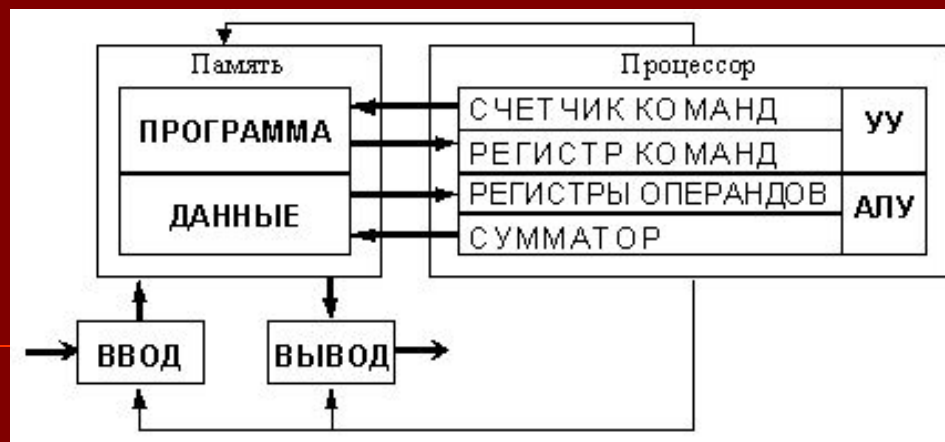 Память
Процессор
ПРОГРАММА
ДАННЫЕ
СЧЕТЧИК КОМАНД
РЕГИСТР КОМАНД
УУ
РЕГИСТРЫ ОПЕРАНДОВ
СУММАТОР
АЛУ
ВВОД
ВЫВОД